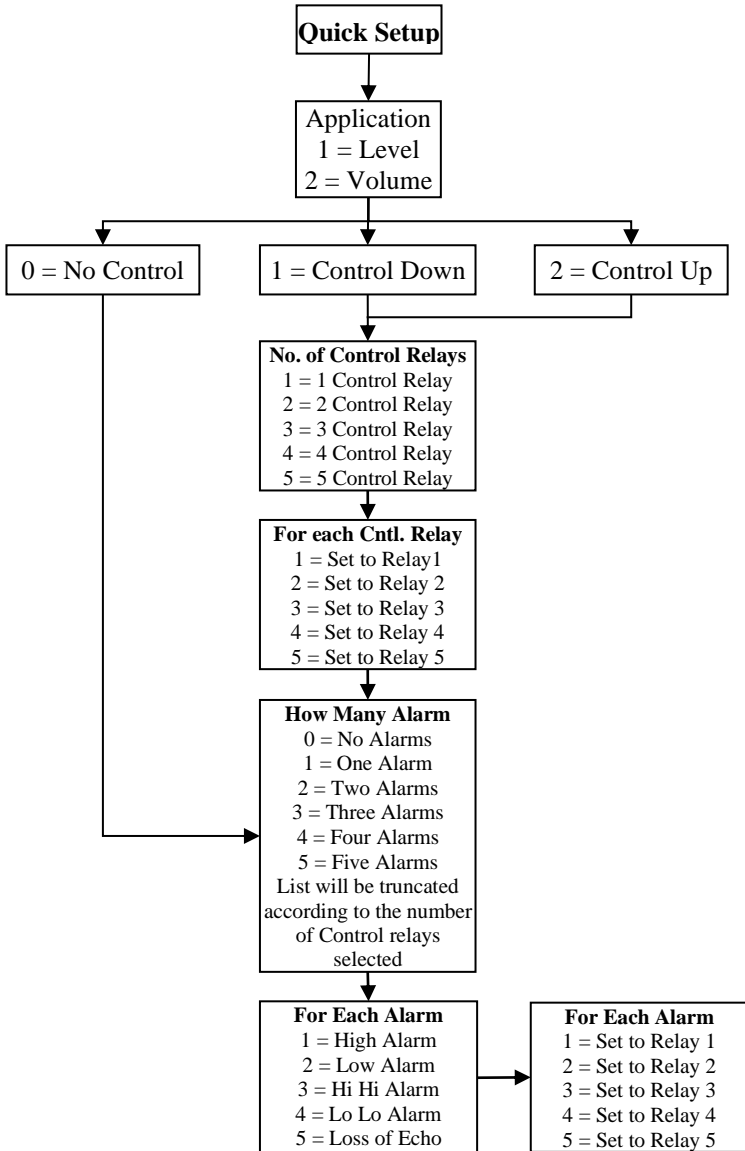 Quick Setup
Application
1 = Level
2 = Volume
0 = No Control
1 = Control Down
2 = Control Up
No. of Control Relays
1 = 1 Control Relay
2 = 2 Control Relay
3 = 3 Control Relay
4 = 4 Control Relay
5 = 5 Control Relay
For each Cntl. Relay
1 = Set to Relay1
2 = Set to Relay 2
3 = Set to Relay 3
4 = Set to Relay 4
5 = Set to Relay 5
How Many Alarm
0 = No Alarms
1 = One Alarm
2 = Two Alarms
3 = Three Alarms
4 = Four Alarms
5 = Five Alarms
List will be truncated
according to the number
of Control relays
selected
For Each Alarm
1 = High Alarm
2 = Low Alarm
3 = Hi Hi Alarm
4 = Lo Lo Alarm
5 = Loss of Echo
For Each Alarm
1 = Set to Relay 1
2 = Set to Relay 2
3 = Set to Relay 3
4 = Set to Relay 4
5 = Set to Relay 5